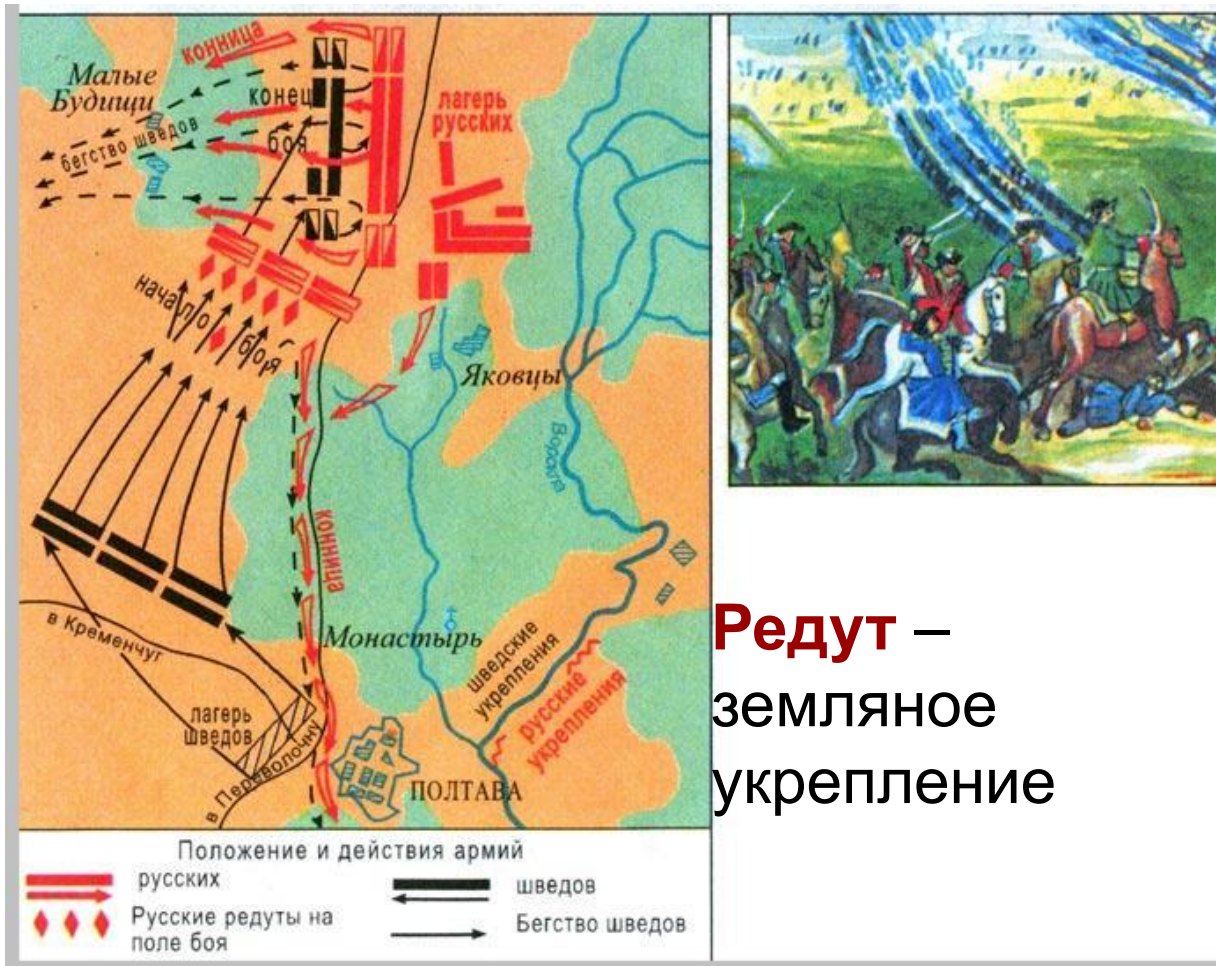 конница
Малые
Будищи
конец
боя
бегство шведов
лагерь
русских
начало
боя
Яковцы
Ворскла
конница
Монастырь
в Кременчуг
шведские
укрепления
русские
укрепления
лагерь
шведов
в Переволочну
ПОЛТАВА
Положение и действия армий
русских
Русские редуты на
поле боя
шведов
Бегство шведов
Редут –
земляное
укрепление